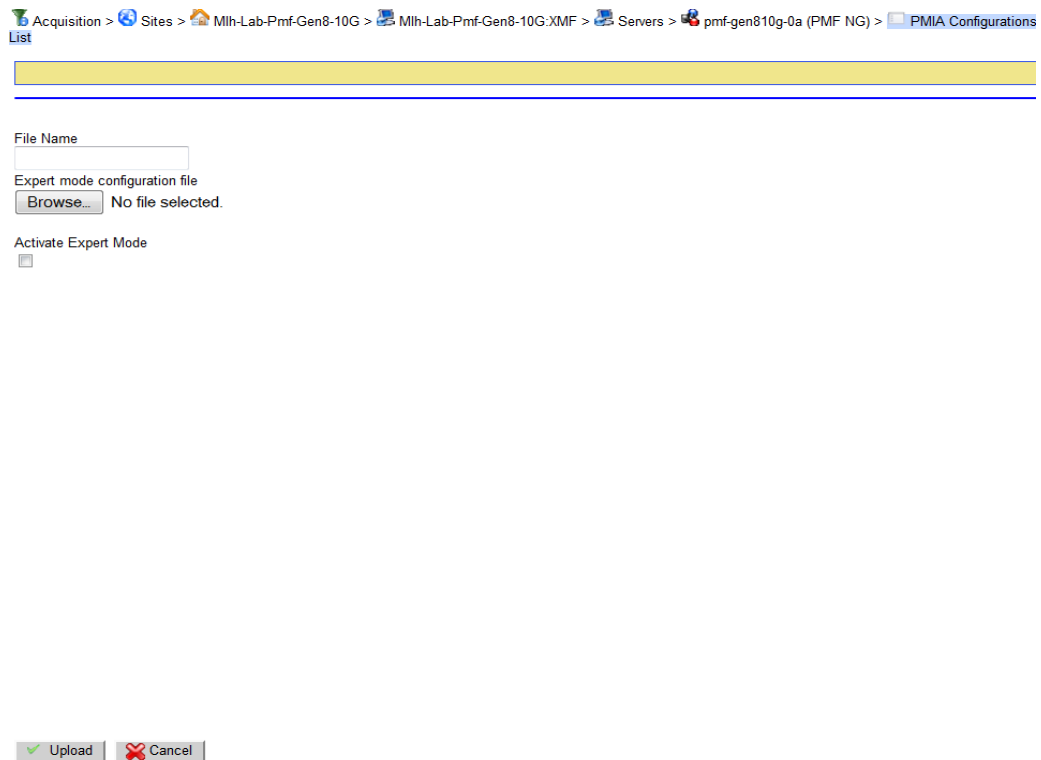 Acquisition > Sites > Mlh-Lab-Pmf-Gen8-10G > Mlh-Lab-Pmf-Gen8-10G:XMF > Servers > pmf-gen810g-0a (PMF NG) > PMIA Configurations
List
File Name
Expert mode configuration file
Browse... No file selected.
Activate Expert Mode
Upload Cancel